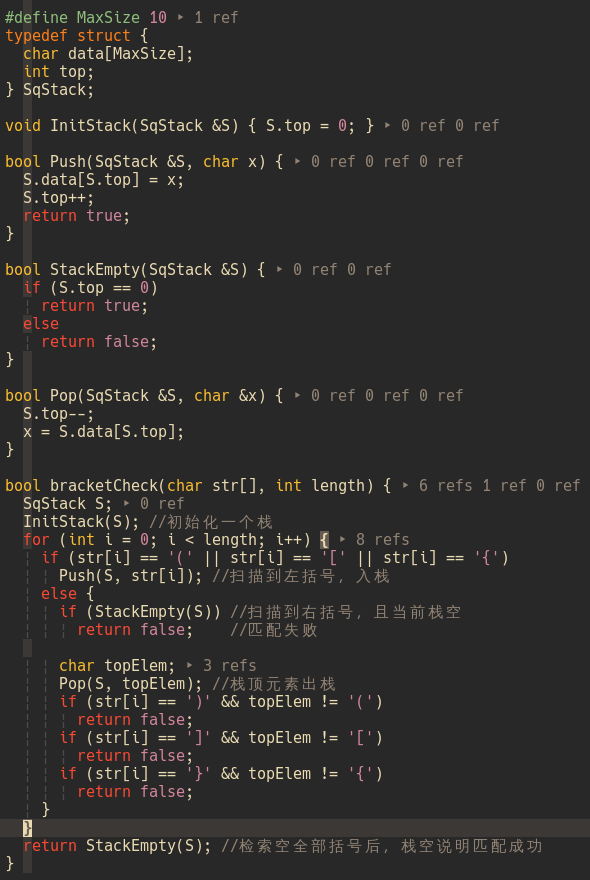 #define MaxSize 10 ‣ 1 ref
typedef struct {
  char data[MaxSize];
  int top;
} SqStack;

void InitStack(SqStack &S) { S.top = 0; } ‣ 0 ref 0 ref

bool Push(SqStack &S, char x) { ‣ 0 ref 0 ref 0 ref
  S.data[S.top] = x;
  S.top++;
  return true;
}

bool StackEmpty(SqStack &S) { ‣ 0 ref 0 ref
  if (S.top == 0)
    return true;
  else
    return false;
}

bool Pop(SqStack &S, char &x) { ‣ 0 ref 0 ref 0 ref
  S.top--;
  x = S.data[S.top];
}

bool bracketCheck(char str[], int length) { ‣ 6 refs 1 ref 0 ref
  SqStack S; ‣ 0 ref
  InitStack(S); //初始化一个栈
  for (int i = 0; i < length; i++) { ‣ 8 refs
    if (str[i] == '(' || str[i] == '[' || str[i] == '{')
      Push(S, str[i]); //扫描到左括号，入栈
    else {
      if (StackEmpty(S)) //扫描到右括号，且当前栈空
        return false;    //匹配失败

      char topElem; ‣ 3 refs
      Pop(S, topElem); //栈顶元素出栈
      if (str[i] == ')' && topElem != '(')
        return false;
      if (str[i] == ']' && topElem != '[')
        return false;
      if (str[i] == '}' && topElem != '{')
        return false;
    }
  }
  return StackEmpty(S); //检索空全部括号后，栈空说明匹配成功
}